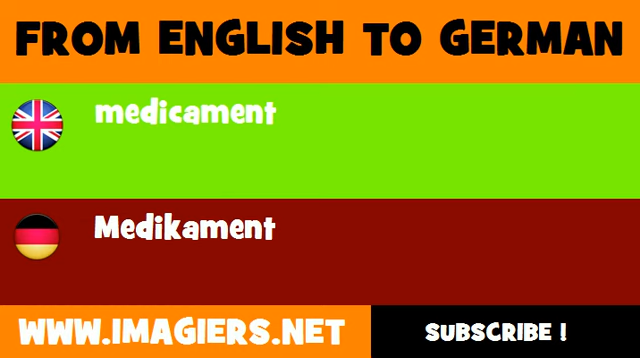 FROM ENGLISH TO GERMAN
medicament
Medikament
WWW.IMAGIERS.NET
SUBSCRIBE !